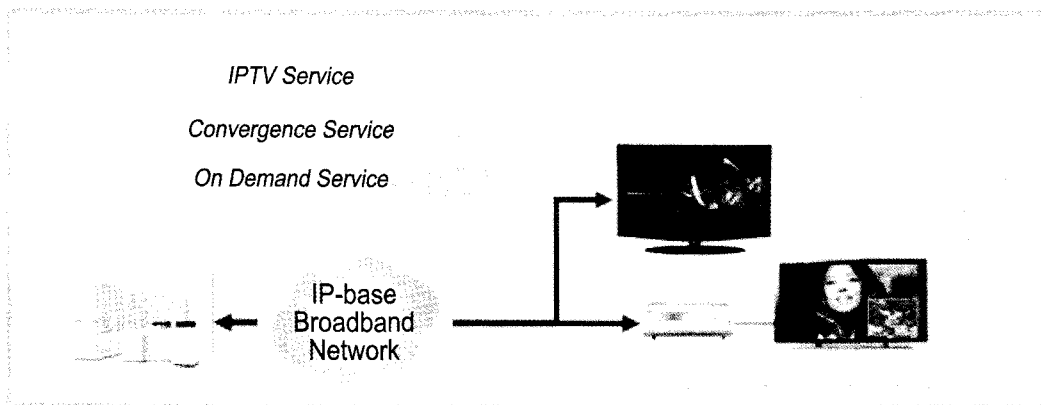 IPTV Service
Convergence Service
On Demand Service
IP-base
Broadband
Network